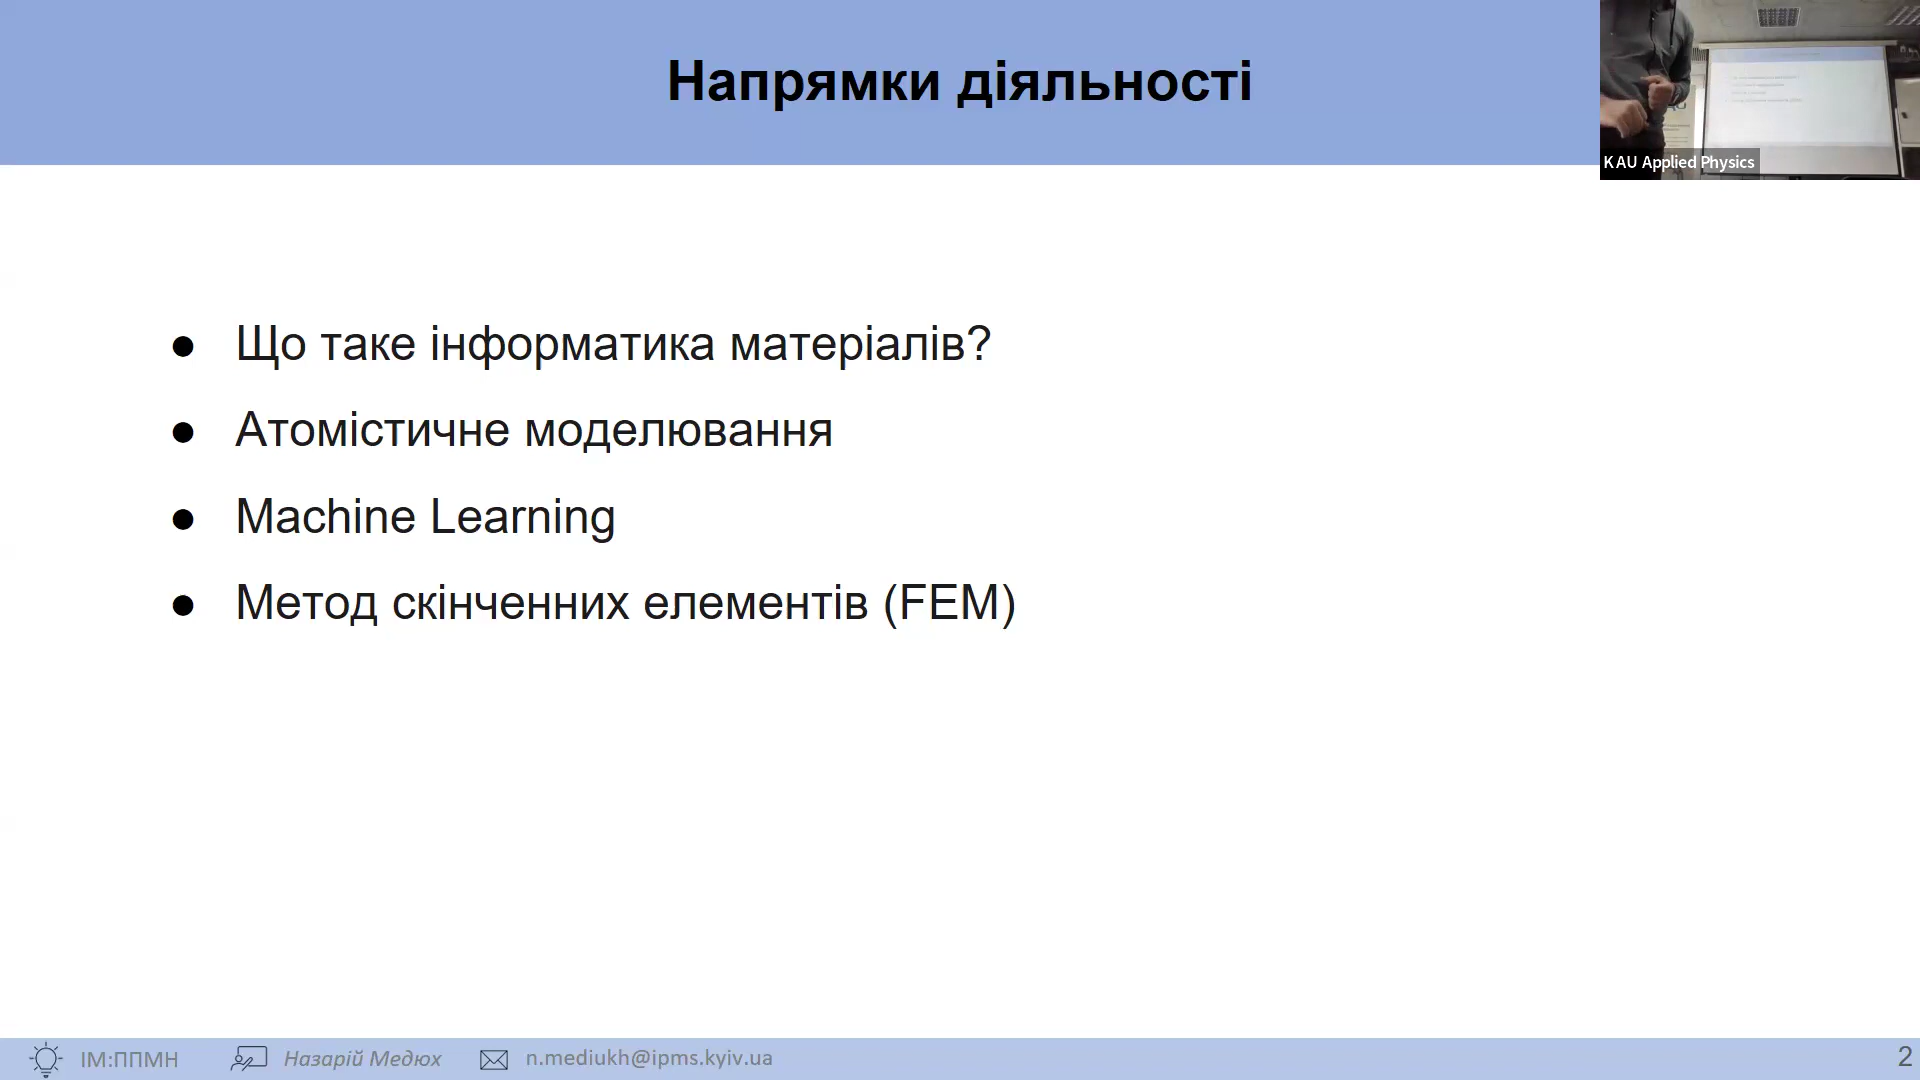 Напрямки діяльності
KAU Applied Physics
● Що таке інформатика матеріалів?
● Атомістичне моделювання
● Machine Learning
● Метод скінченних елементів (FEM)
ІМ:ППМН Назарій Медюх n.mediukh@ipms.kyiv.ua 2